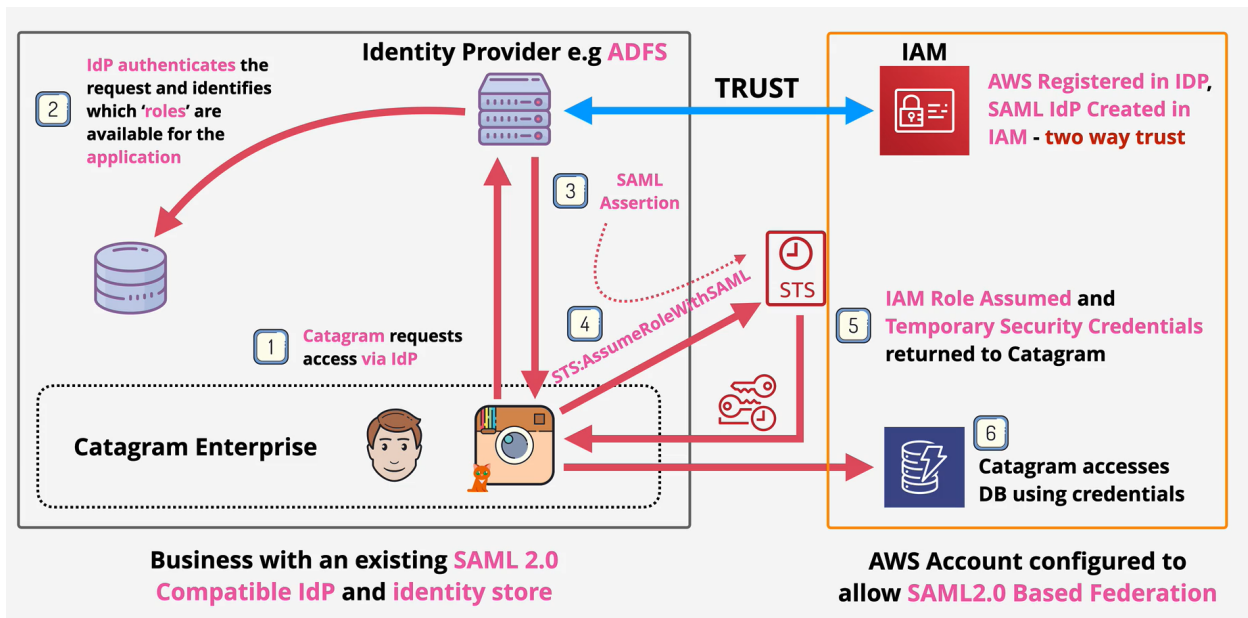 Identity Provider e.g ADFS
IAM
2
IdP authenticates the
request and identifies
which ‘roles’ are
available for the
application
TRUST
AWS Registered in IDP,
SAML IdP Created in
IAM - two way trust
3
SAML
Assertion
STS
4
STS:AssumeRoleWithSAML
1
Catagram requests
access via IdP
5
IAM Role Assumed and
Temporary Security Credentials
returned to Catagram
Catagram Enterprise
6
Catagram accesses
DB using credentials
Business with an existing SAML 2.0
Compatible IdP and identity store
AWS Account configured to
allow SAML2.0 Based Federation